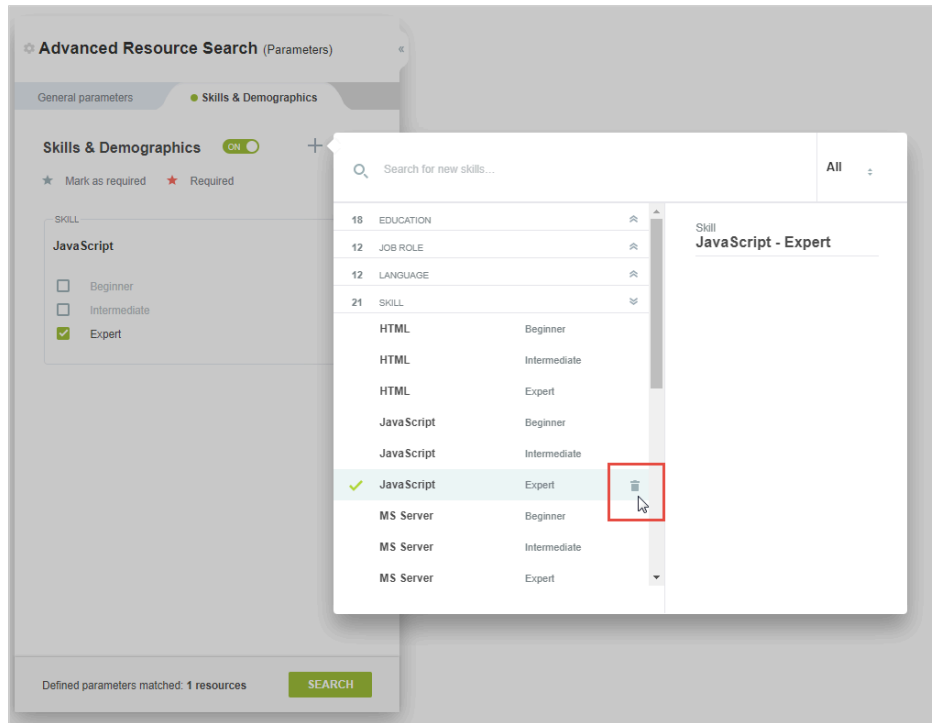 Advanced Resource Search (Parameters)
General parameters
Skills & Demographics
Skills & Demographics ON
Mark as required Required
SKILL
JavaScript
Beginner
Intermediate
Expert
Search for new skills...
All
18 EDUCATION
12 JOB ROLE
12 LANGUAGE
21 SKILL
HTML Beginner
HTML Intermediate
HTML Expert
JavaScript Beginner
JavaScript Intermediate
JavaScript Expert
MS Server Beginner
MS Server Intermediate
MS Server Expert
Skill
JavaScript - Expert
Defined parameters matched: 1 resources
SEARCH